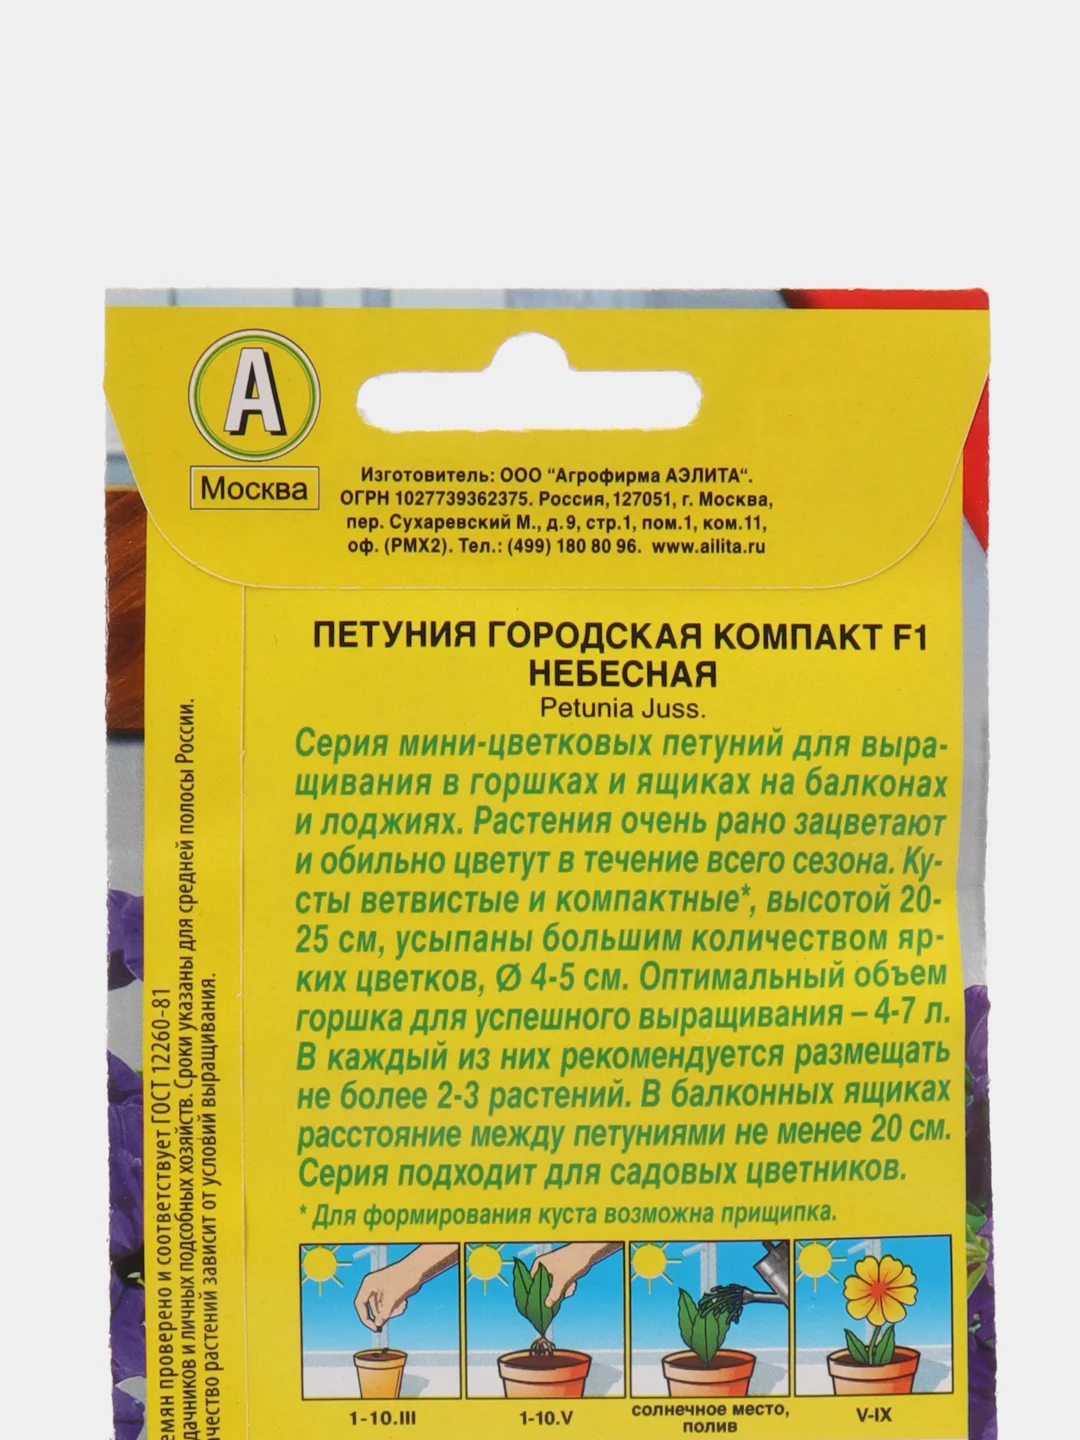 А
Москва
Изготовитель: ООО “Агрофирма АЭЛИТА“.
ОГРН 1027739362375. Россия, 127051, г. Москва,
пер. Сухаревский М., д. 9, стр.1, пом.1, ком.11,
оф. (РМХ2). Тел.: (499) 180 80 96. www.ailita.ru
ПЕТУНИЯ ГОРОДСКАЯ КОМПАКТ F1
НЕБЕСНАЯ
Petunia Juss.
Серия мини-цветковых петуний для выра-
щивания в горшках и ящиках на балконах
и лоджиях. Растения очень рано зацветают
и обильно цветут в течение всего сезона. Ку-
сты ветвистые и компактные*, высотой 20-
25 см, усыпаны большим количеством яр-
ких цветков, Ø 4-5 см. Оптимальный объем
горшка для успешного выращивания – 4-7 л.
В каждый из них рекомендуется размещать
не более 2-3 растений. В балконных ящиках
расстояние между петуниями не менее 20 см.
Серия подходит для садовых цветников.
* Для формирования куста возможна прищипка.
1-10.III
1-10.V
солнечное место,
полив
V-IX
проверено и соответствует ГОСТ 12260-81
и личных подсобных хозяйств. Сроки указаны для средней полосы России.
растений зависит от условий выращивания.